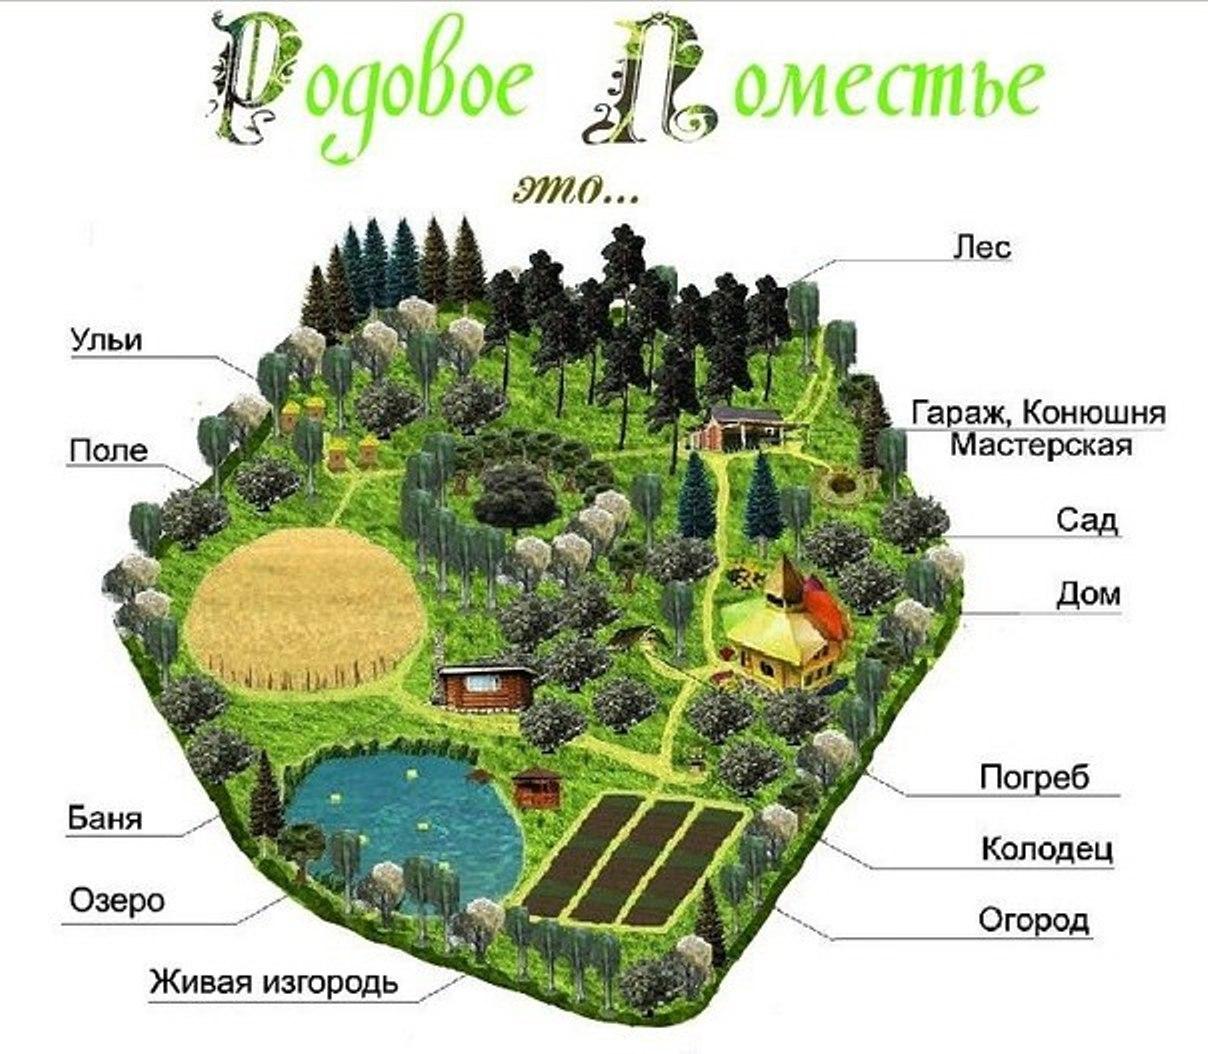 Родовое Поместье
это...
Лес
Ульи
Гараж, Конюшня
Мастерская
Поле
Сад
Дом
Погреб
Баня
Колодец
Озеро
Огород
Живая изгородь